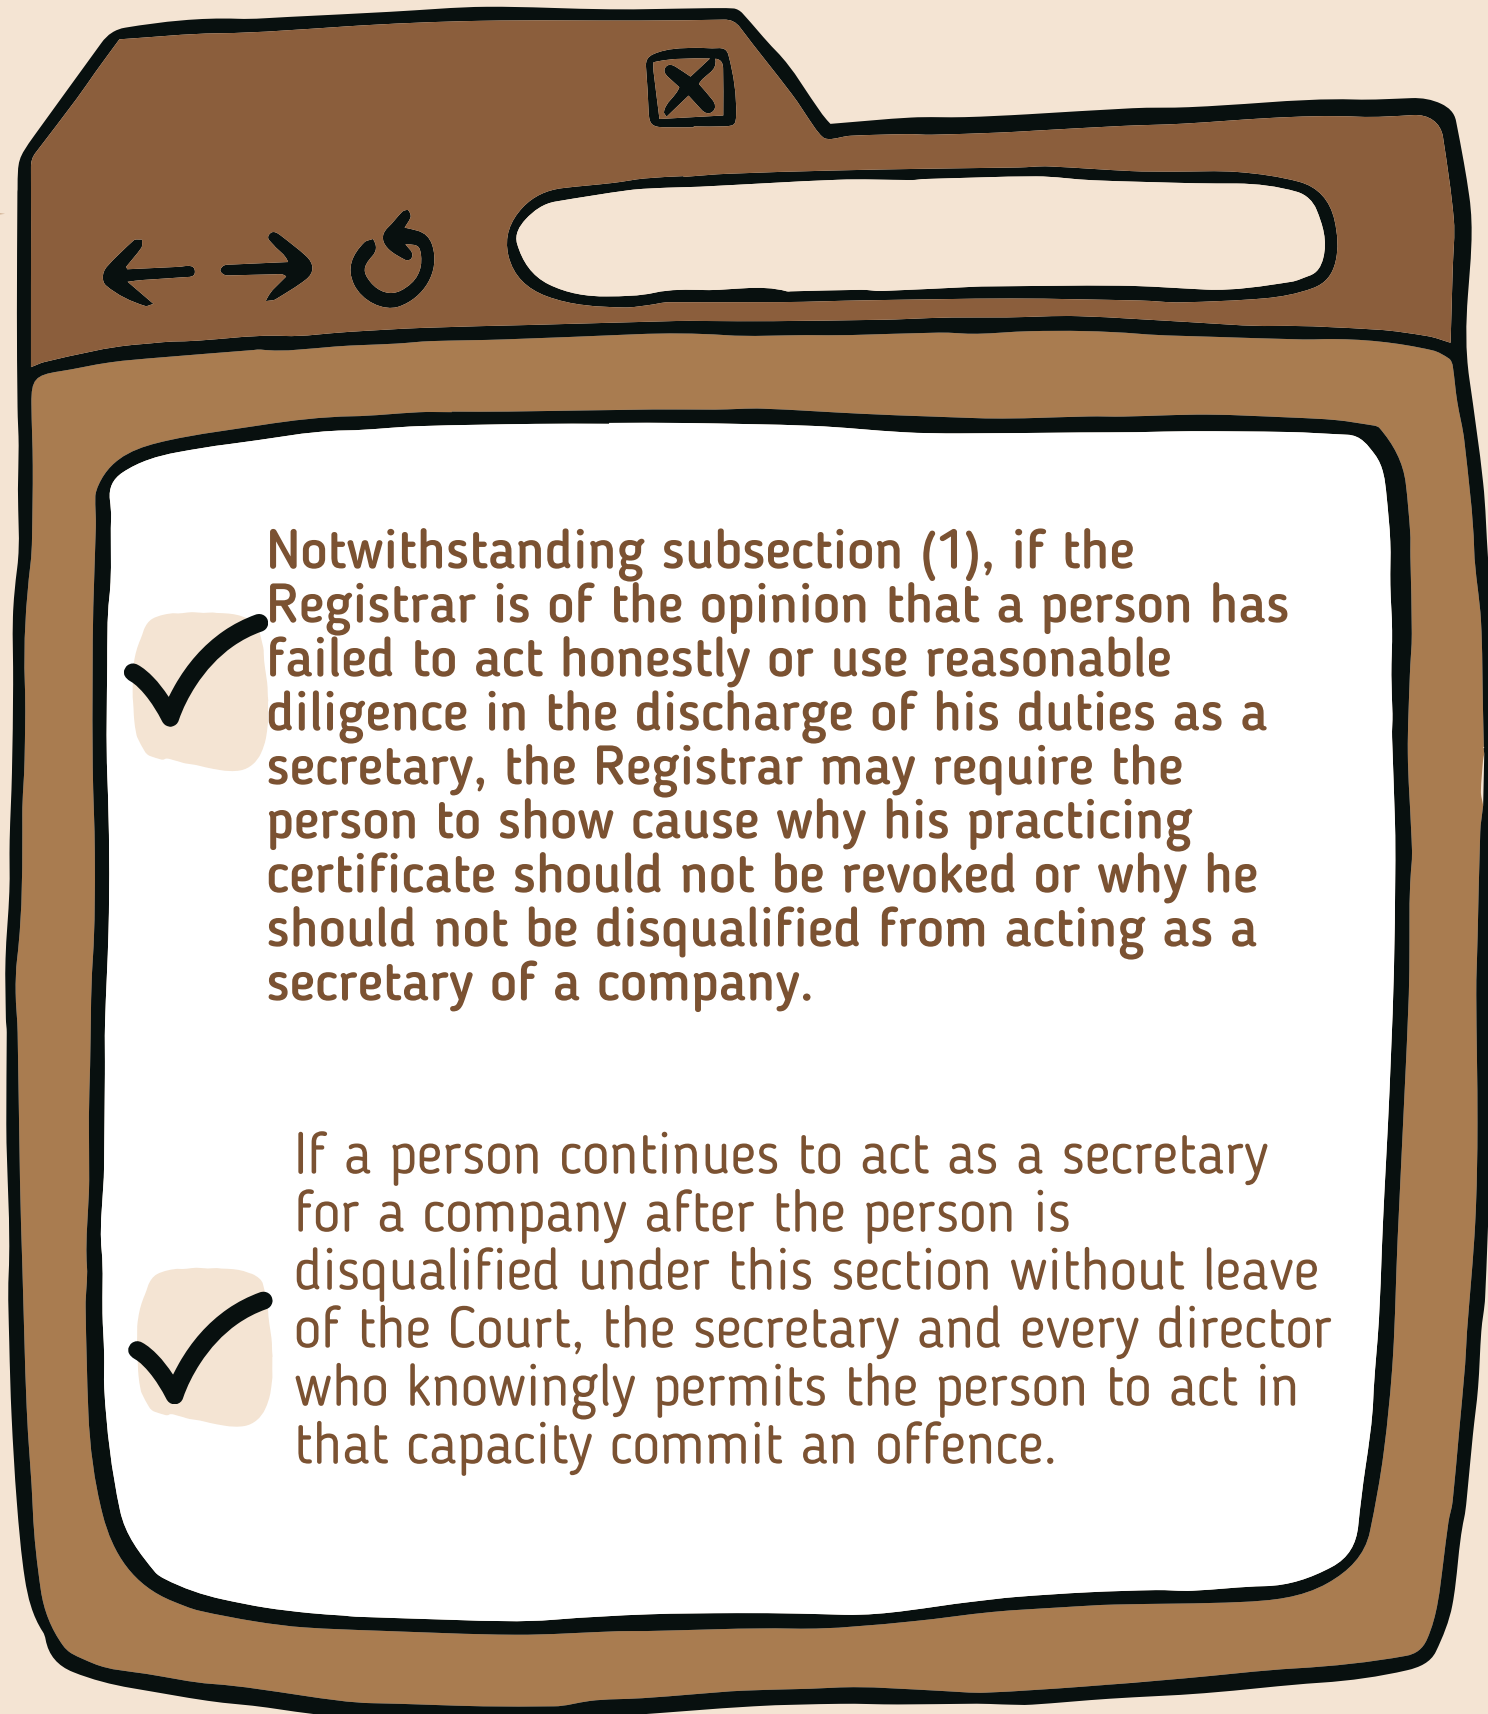 Notwithstanding subsection (1), if the
Registrar is of the opinion that a person has
failed to act honestly or use reasonable
diligence in the discharge of his duties as a
secretary, the Registrar may require the
person to show cause why his practicing
certificate should not be revoked or why he
should not be disqualified from acting as a
secretary of a company.
If a person continues to act as a secretary
for a company after the person is
disqualified under this section without leave
of the Court, the secretary and every director
who knowingly permits the person to act in
that capacity commit an offence.